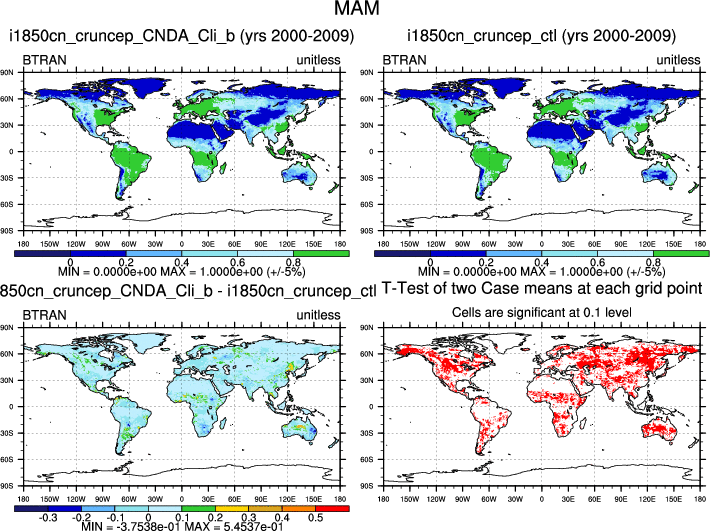 MAM
i1850cn_cruncep_CNDA_Cli_b (yrs 2000-2009)
i1850cn_cruncep_ctl (yrs 2000-2009)
BTRAN unitless
BTRAN unitless
90N
60N
30N
0
30S
60S
90S
180 150W 120W 90W 60W 30W 0 30E 60E 90E 120E 150E 180
90N
60N
30N
0
30S
60S
90S
180 150W 120W 90W 60W 30W 0 30E 60E 90E 120E 150E 180
0 0.2 0.4 0.6 0.8
MIN = 0.0000e+00 MAX = 1.0000e+00 (+/-5%)
0 0.2 0.4 0.6 0.8
MIN = 0.0000e+00 MAX = 1.0000e+00 (+/-5%)
850cn_cruncep_CNDA_Cli_b - i1850cn_cruncep_ctl
T-Test of two Case means at each grid point
BTRAN unitless
Cells are significant at 0.1 level
90N
60N
30N
0
30S
60S
90S
180 150W 120W 90W 60W 30W 0 30E 60E 90E 120E 150E 180
90N
60N
30N
0
30S
60S
90S
180 150W 120W 90W 60W 30W 0 30E 60E 90E 120E 150E 180
-0.3 -0.2 -0.1 0 0.1 0.2 0.3 0.4 0.5
MIN = -3.7538e-01 MAX = 5.4537e-01